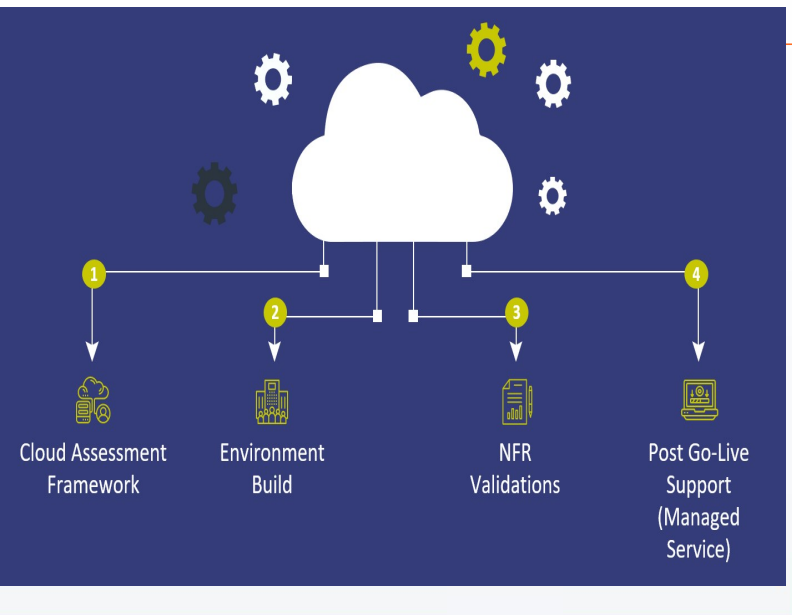 1
2
3
4
Cloud Assessment
Framework
Environment
Build
NFR
Validations
Post Go-Live
Support
(Managed
Service)